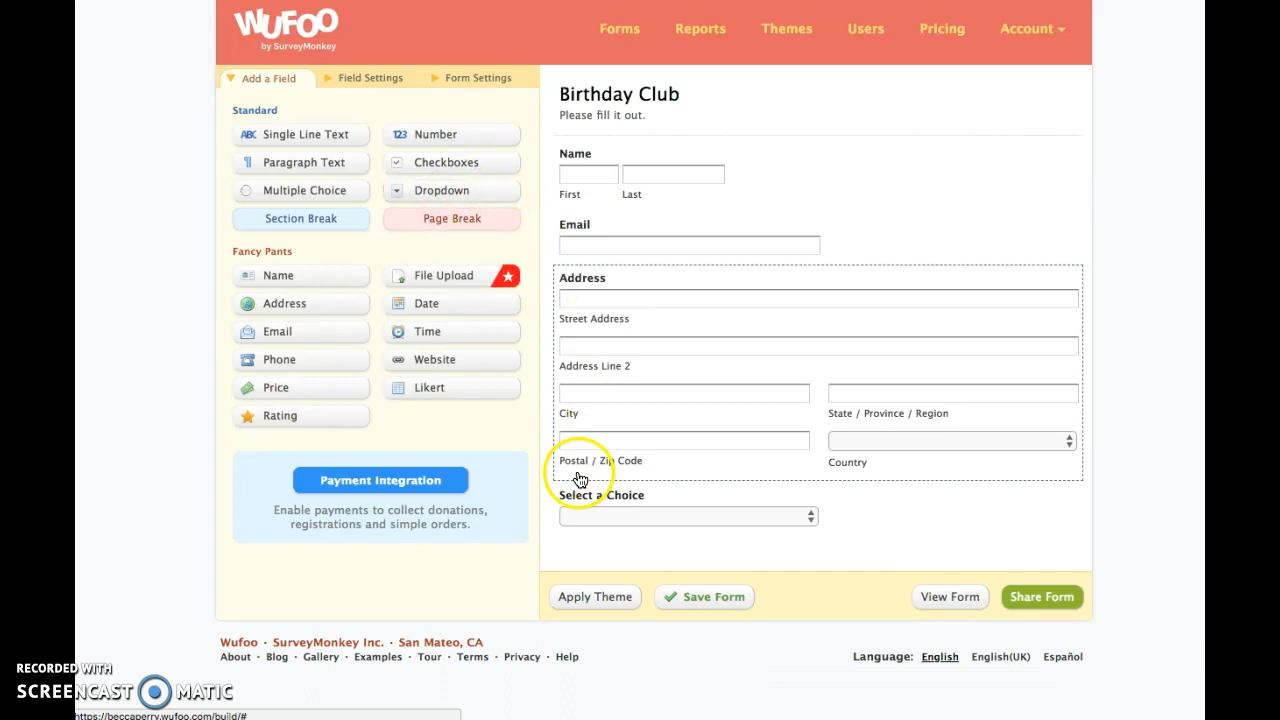 WUFOO
by SurveyMonkey
Forms
Reports
Themes
Users
Pricing
Account
Add a Field
Field Settings
Form Settings
Standard
ABC Single Line Text
123 Number
Paragraph Text
Checkboxes
Multiple Choice
Dropdown
Section Break
Page Break
Fancy Pants
Name
File Upload
Address
Date
Email
Time
Phone
Website
Price
Likert
Rating
Payment Integration
Enable payments to collect donations,
registrations and simple orders.
Birthday Club
Please fill it out.
Name
First
Last
Email
Address
Street Address
Address Line 2
City
State / Province / Region
Postal / Zip Code
Country
Select a Choice
Apply Theme
Save Form
View Form
Share Form
Wufoo · SurveyMonkey Inc. · San Mateo, CA
About · Blog · Gallery · Examples · Tour · Terms · Privacy · Help
Language: English English(UK) Español
RECORDED WITH
SCREENCAST MATIC
https://beccaperry.wufoo.com/build/#